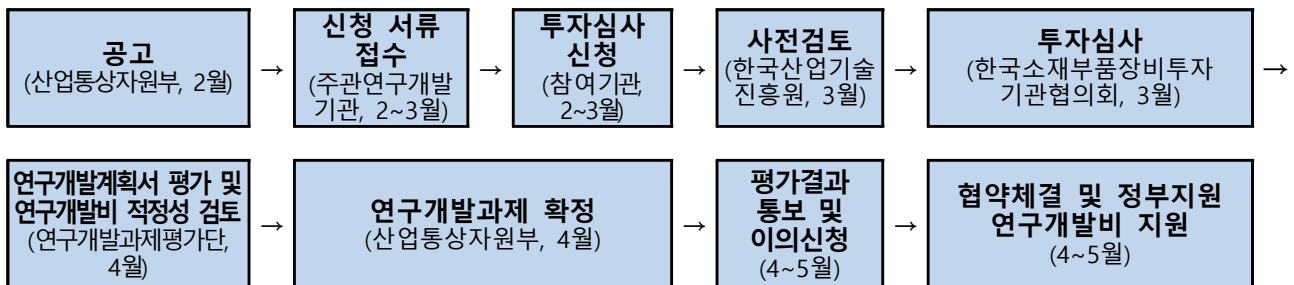 공고
(산업통상자원부, 2월)
→
신청 서류
접수
(주관연구개발
기관, 2~3월)
→
투자심사
신청
(참여기관,
2~3월)
→
사전검토
(한국산업기술
진흥원, 3월)
→
투자심사
(한국소재부품장비투자
기관협의회, 3월)
→
연구개발계획서 평가 및
연구개발비 적정성 검토
(연구개발과제평가단,
4월)
→
연구개발과제 확정
(산업통상자원부, 4월)
→
평가결과
통보 및
이의신청
(4~5월)
→
협약체결 및 정부지원
연구개발비 지원
(4~5월)